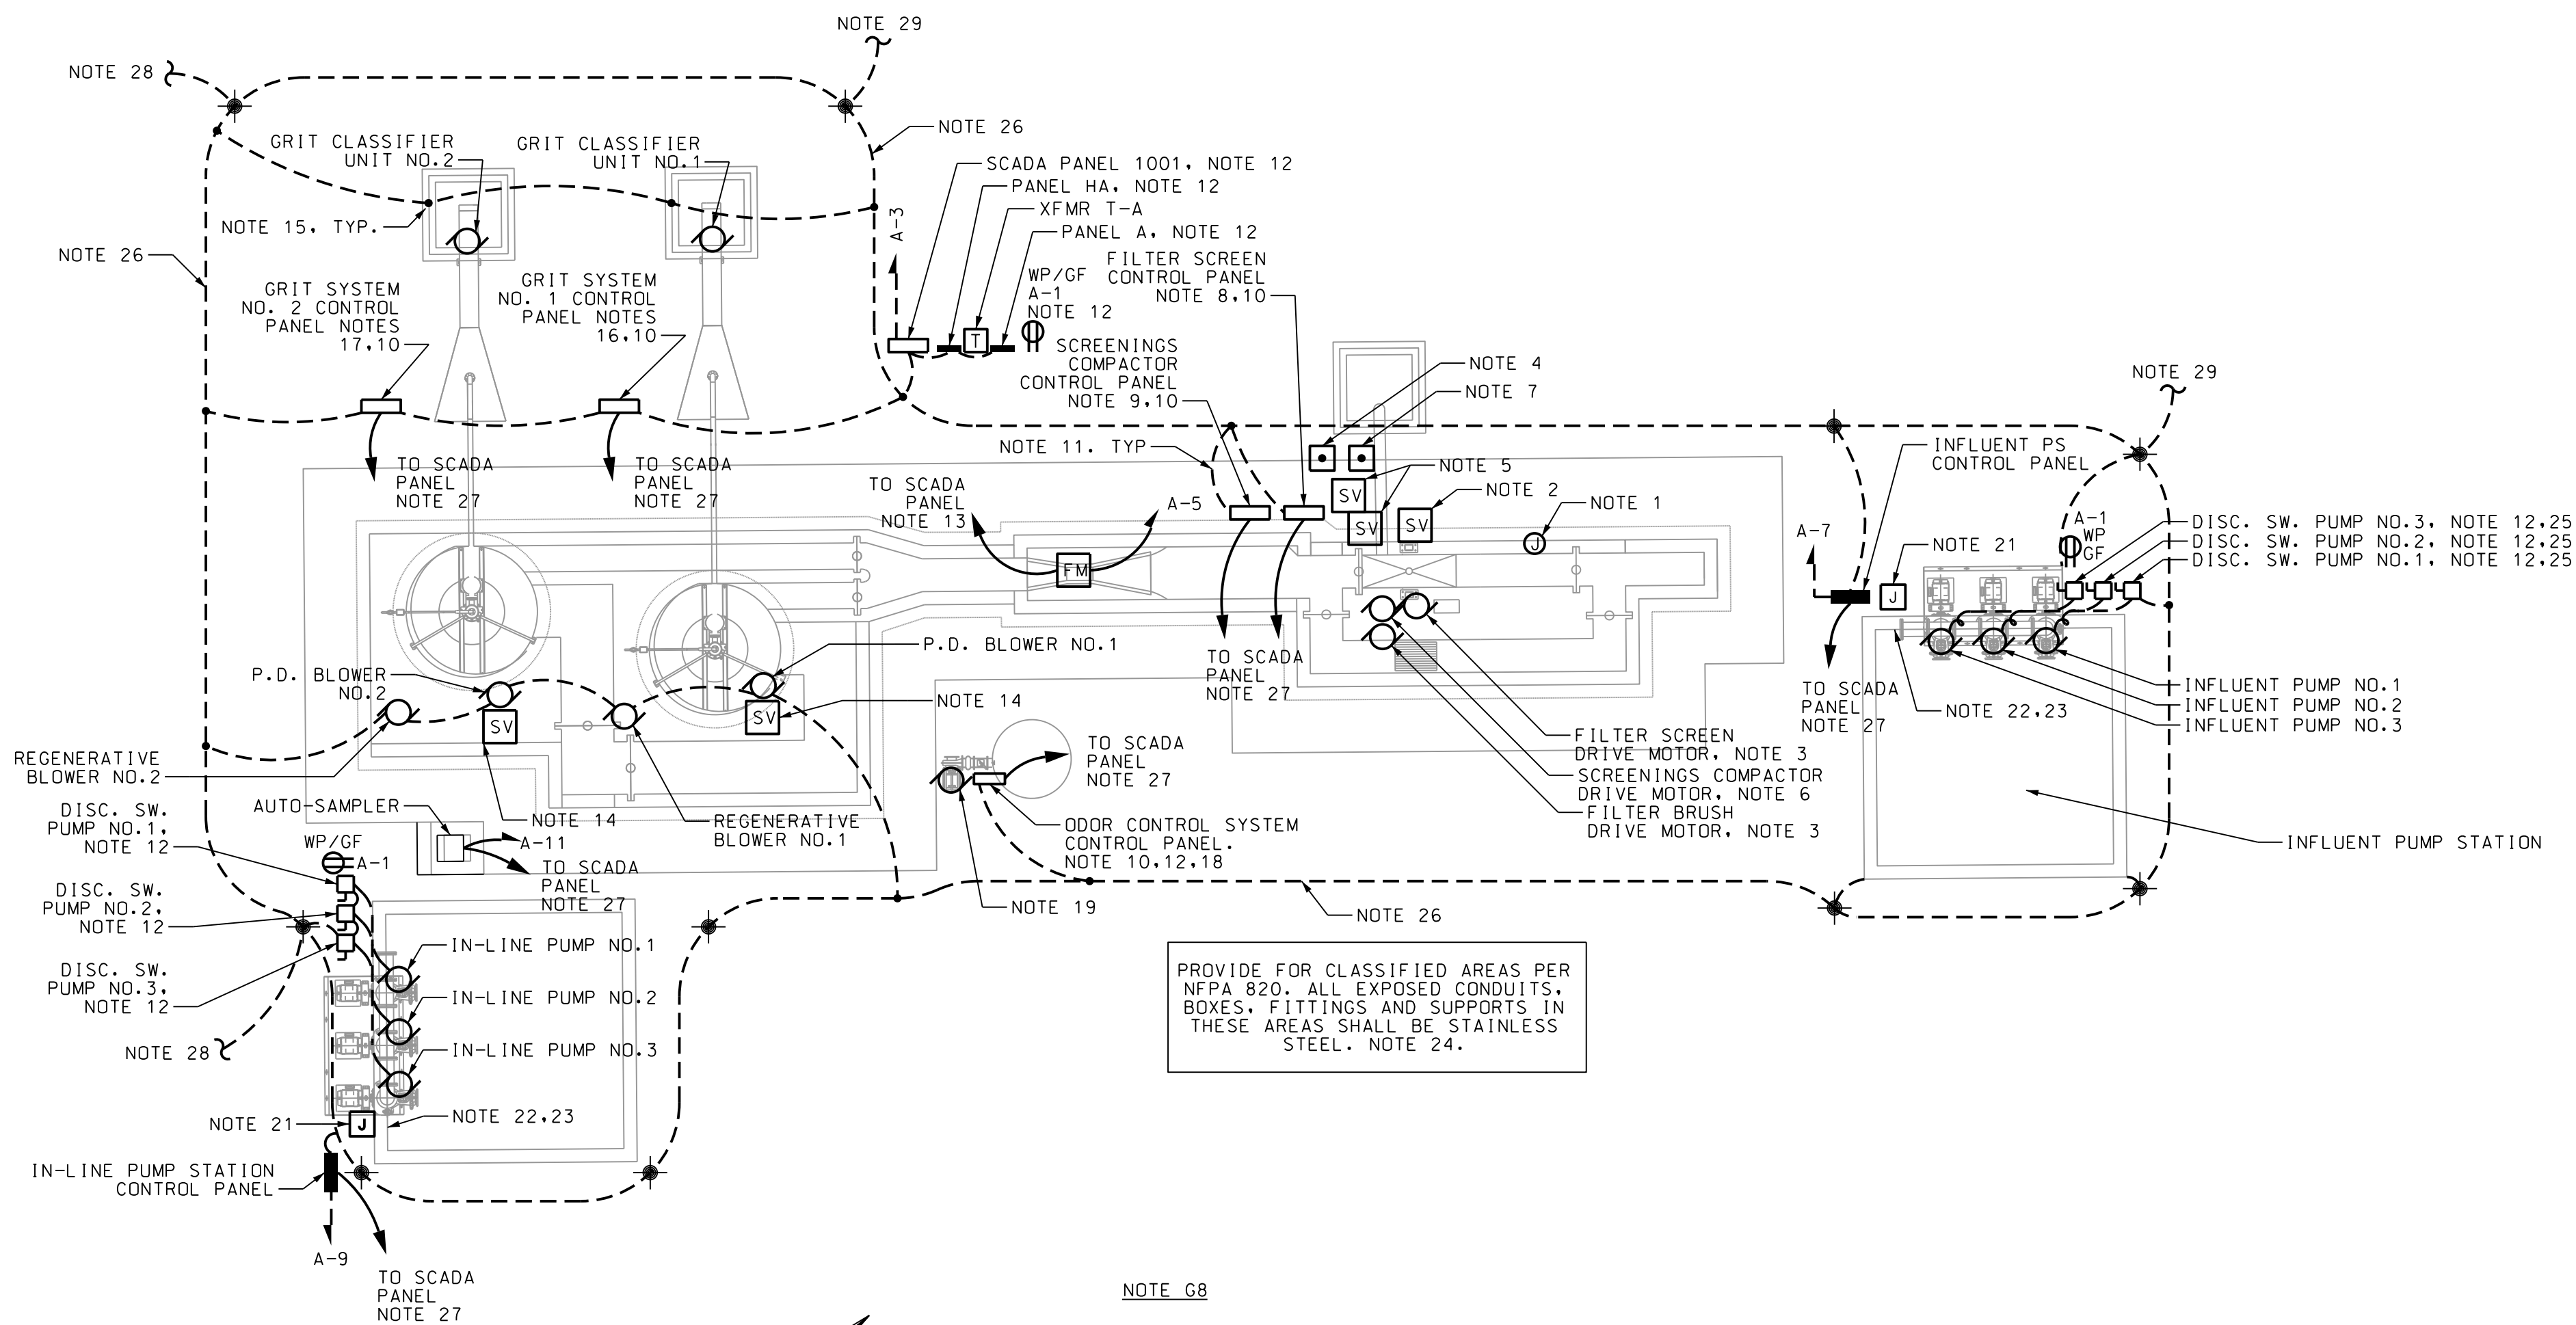 NOTE 29
NOTE 28
GRIT CLASSIFIER
UNIT NO.2
GRIT CLASSIFIER
UNIT NO.1
NOTE 26
SCADA PANEL 1001, NOTE 12
PANEL HA, NOTE 12
XFMR T-A
PANEL A, NOTE 12
A-3
NOTE 15, TYP.
NOTE 26
GRIT SYSTEM
NO. 2 CONTROL
PANEL NOTES
17,10
GRIT SYSTEM
NO. 1 CONTROL
PANEL NOTES
16,10
WP/GF
A-1
NOTE 12
FILTER SCREEN
CONTROL PANEL
NOTE 8,10
T
SCREENINGS
COMPACTOR
CONTROL PANEL
NOTE 9,10
NOTE 4
NOTE 7
NOTE 29
NOTE 11. TYP
NOTE 5
NOTE 2
NOTE 1
SV
SV
SV
J
TO SCADA
PANEL
NOTE 27
TO SCADA
PANEL
NOTE 27
TO SCADA
PANEL
NOTE 13
A-5
FM
INFLUENT PS
CONTROL PANEL
A-7
NOTE 21
J
A-1
WP
GF
DISC. SW. PUMP NO.3, NOTE 12,25
DISC. SW. PUMP NO.2, NOTE 12,25
DISC. SW. PUMP NO.1, NOTE 12,25
P.D. BLOWER
NO.2
P.D. BLOWER NO.1
NOTE 14
SV
SV
TO SCADA
PANEL
NOTE 27
TO SCADA
PANEL
NOTE 27
NOTE 22,23
INFLUENT PUMP NO.1
INFLUENT PUMP NO.2
INFLUENT PUMP NO.3
REGENERATIVE
BLOWER NO.2
TO SCADA
PANEL
NOTE 27
FILTER SCREEN
DRIVE MOTOR, NOTE 3
SCREENINGS COMPACTOR
DRIVE MOTOR, NOTE 6
FILTER BRUSH
DRIVE MOTOR, NOTE 3
AUTO-SAMPLER
NOTE 14
REGENERATIVE
BLOWER NO.1
ODOR CONTROL SYSTEM
CONTROL PANEL.
NOTE 10,12,18
INFLUENT PUMP STATION
DISC. SW.
PUMP NO.1,
NOTE 12
WP/GF
A-1
A-11
TO SCADA
PANEL
NOTE 27
NOTE 19
NOTE 26
DISC. SW.
PUMP NO.2,
NOTE 12
DISC. SW.
PUMP NO.3,
NOTE 12
IN-LINE PUMP NO.1
IN-LINE PUMP NO.2
IN-LINE PUMP NO.3
NOTE 28
PROVIDE FOR CLASSIFIED AREAS PER
NFPA 820. ALL EXPOSED CONDUITS,
BOXES, FITTINGS AND SUPPORTS IN
THESE AREAS SHALL BE STAINLESS
STEEL. NOTE 24.
NOTE 21
J
NOTE 22,23
IN-LINE PUMP STATION
CONTROL PANEL
A-9
TO SCADA
PANEL
NOTE 27
NOTE G8